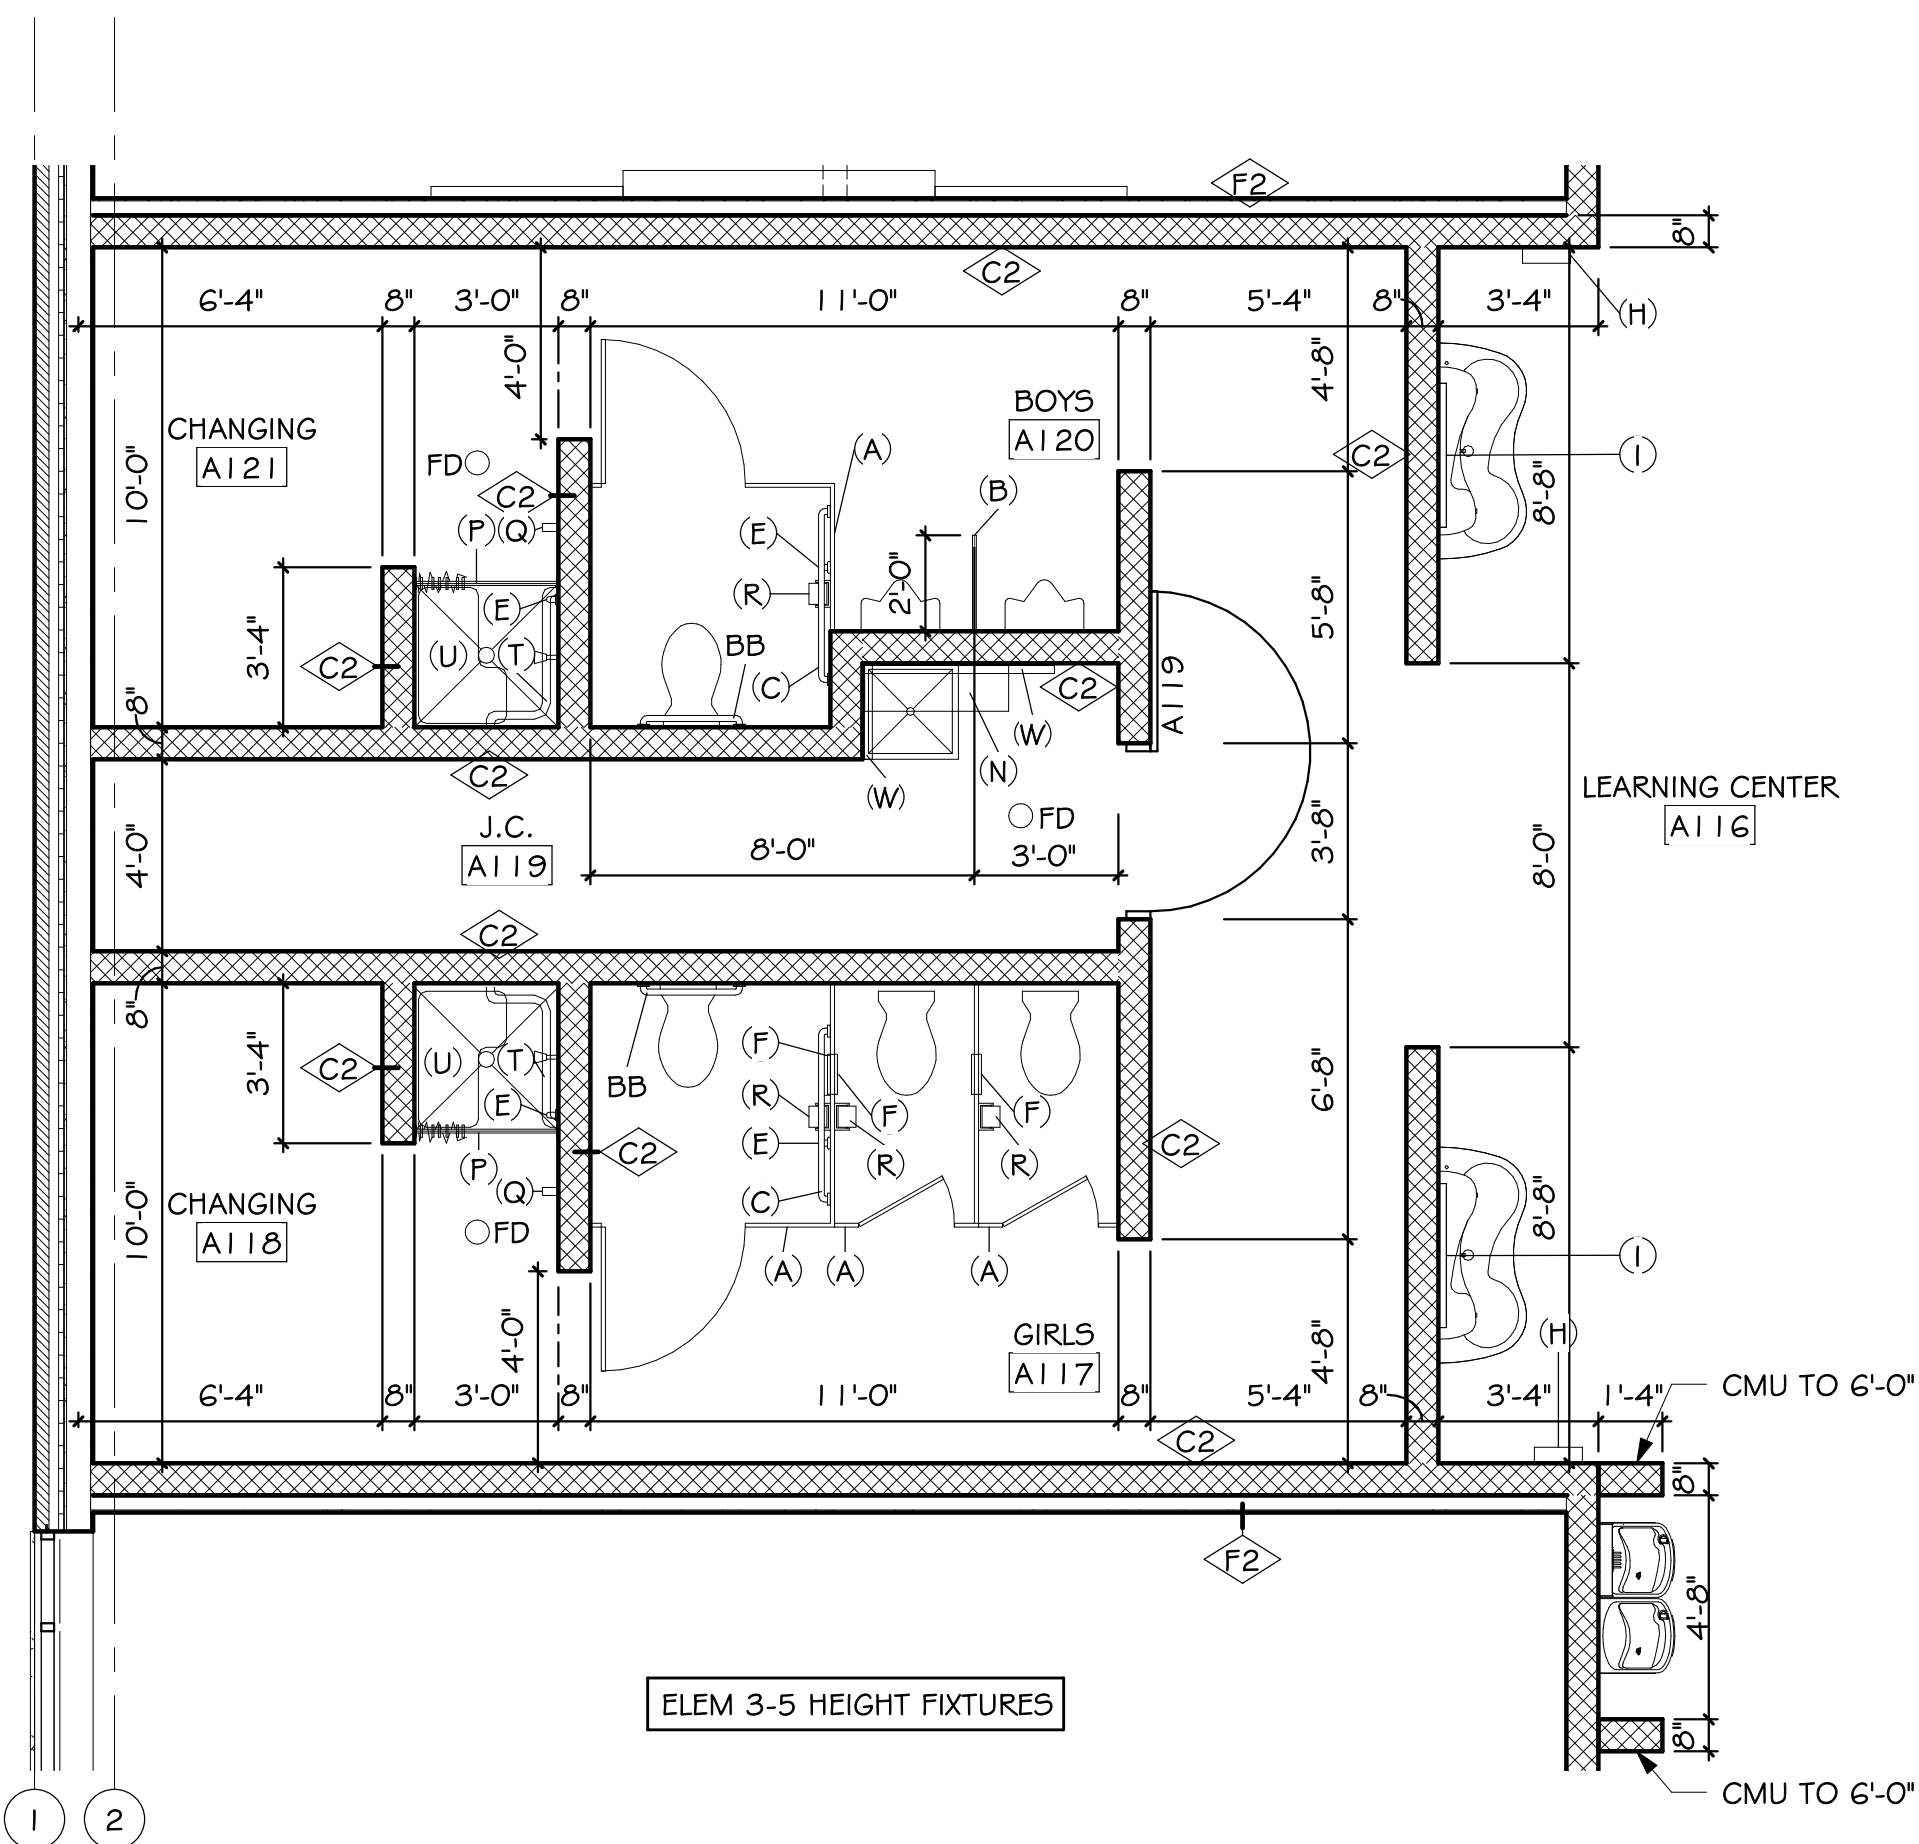 F2
8"
C2
6'-4"
8"
3'-0"
8"
11'-0"
8"
5'-4"
8"
3'-4"
(H)
4'-0"
4'-8"
BOYS
A120
CHANGING
A121
FD
C2
(A)
C2
(I)
10'-0"
(B)
8'-8"
(P)
(Q)
(E)
2'-0"
(R)
(E)
5'-8"
3'-4"
C2
(U)
(T)
BB
(C)
C2
A119
8"
(W)
C2
(N)
(W)
LEARNING CENTER
A116
J.C.
A119
FD
4'-0"
8'-0"
3'-0"
3'-8"
8'-0"
C2
8"
3'-4"
C2
(U)
(T)
BB
(F)
(R)
(F)
(F)
6'-8"
(E)
(E)
C2
(R)
(R)
C2
(P)
(Q)
(C)
CHANGING
A118
FD
10'-0"
8'-8"
(I)
(A)
(A)
(A)
4'-0"
GIRLS
A117
4'-8"
(H)
6'-4"
8"
3'-0"
8"
11'-0"
8"
5'-4"
8"
3'-4"
1'-4"
CMU TO 6'-0"
C2
8"
F2
4'-8"
ELEM 3-5 HEIGHT FIXTURES
8"
CMU TO 6'-0"
1
2